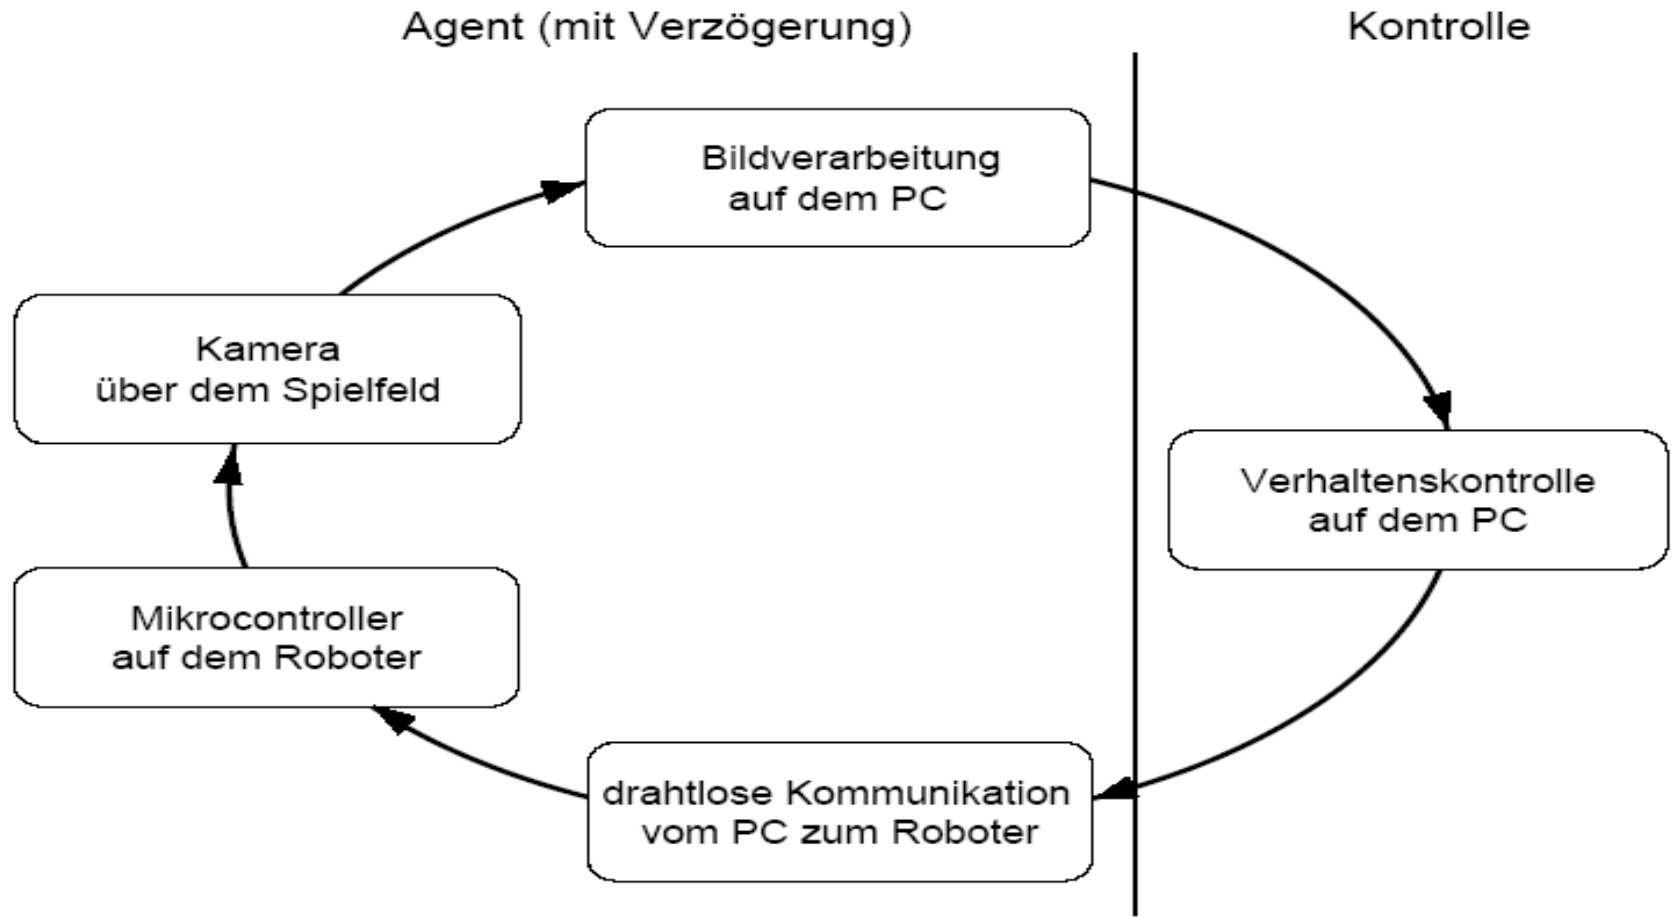 Agent (mit Verzögerung)
Kontrolle
Bildverarbeitung
auf dem PC
Kamera
über dem Spielfeld
Verhaltenskontrolle
auf dem PC
Mikrocontroller
auf dem Roboter
drahtlose Kommunikation
vom PC zum Roboter